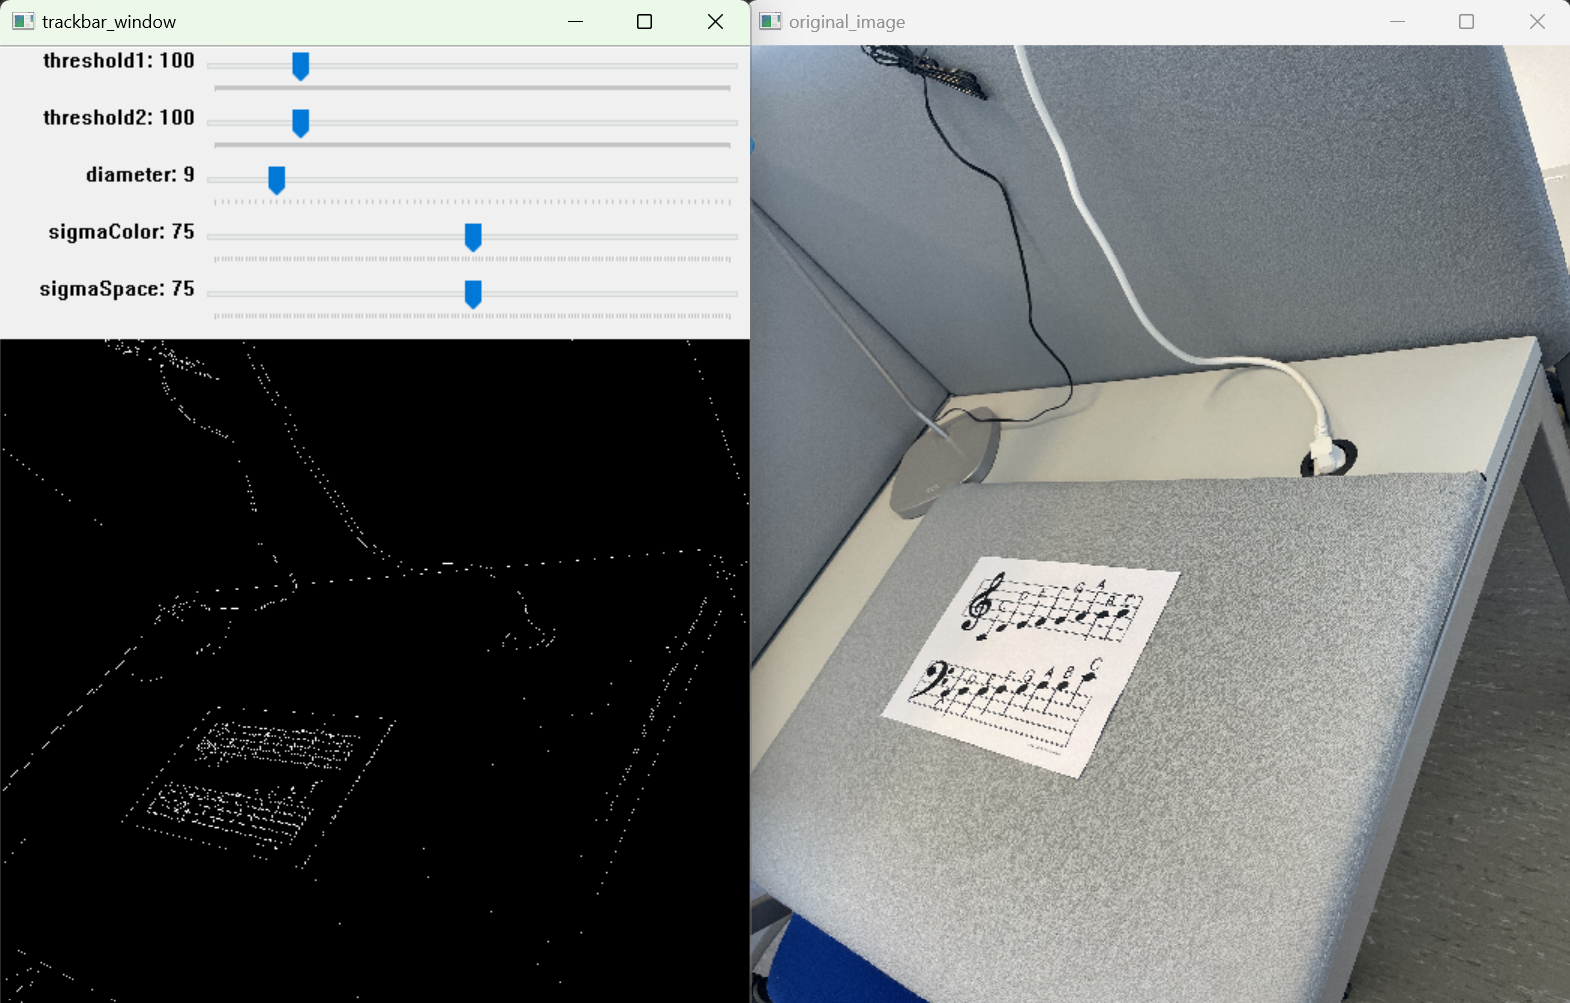 trackbar_window
threshold1: 100
threshold2: 100
diameter: 9
sigmaColor: 75
sigmaSpace: 75
original_image
G A
F G A B C